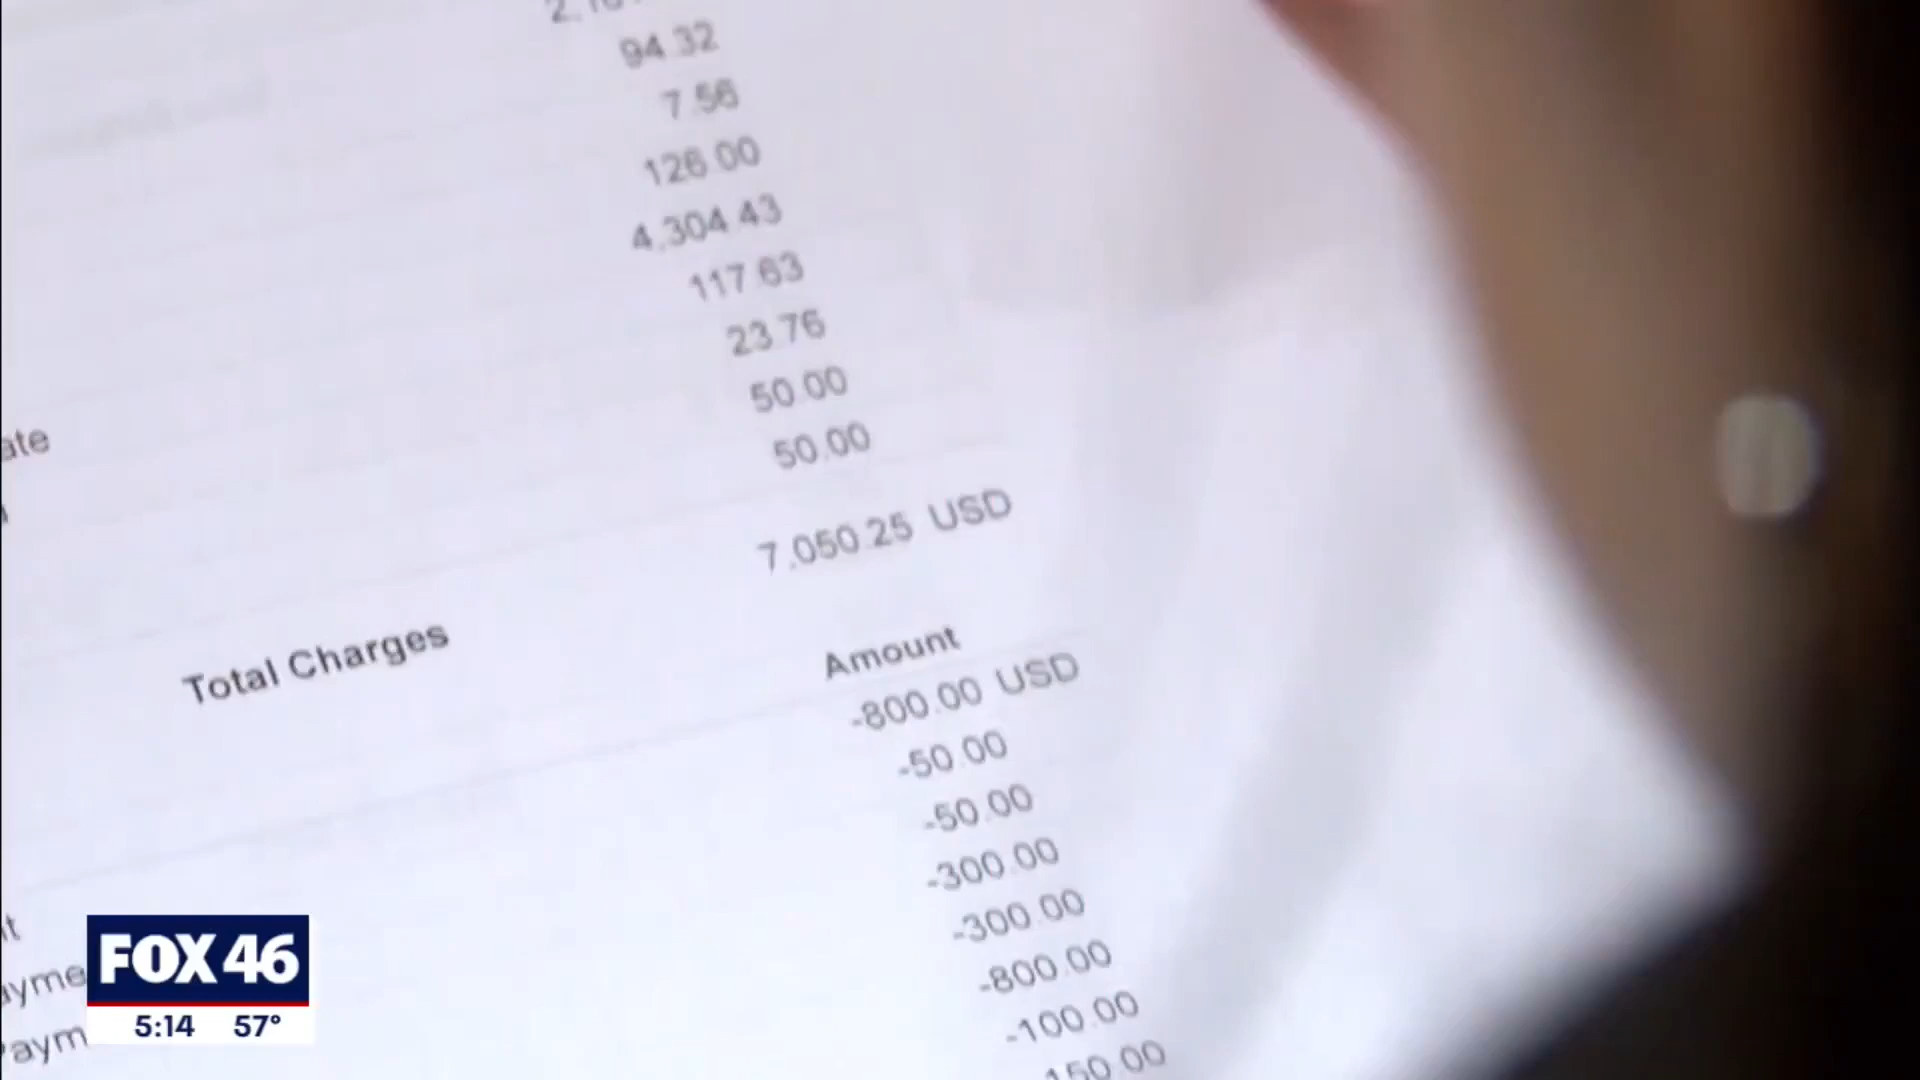 94.32
7.56
126.00
4,304.43
117.63
23.76
50.00
ate
50.00
7,050.25 USD
Total Charges
Amount
-800.00 USD
-50.00
-50.00
-300.00
-300.00
-800.00
-100.00
150.00
FOX 46
5:14 57°